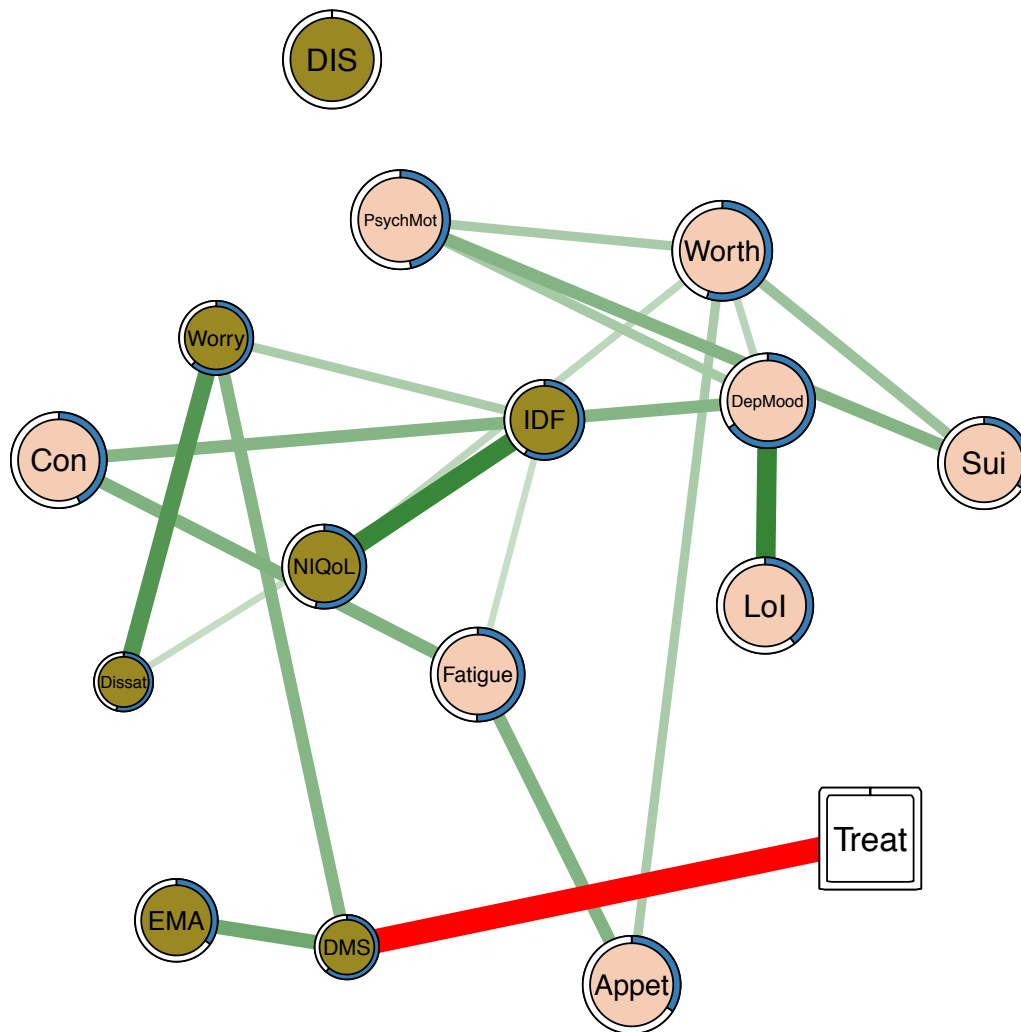 DIS
PsychMot
Worth
Worry
DepMood
IDF
Con
Sui
NIQoL
LoI
Dissat
Fatigue
Treat
EMA
DMS
Appet